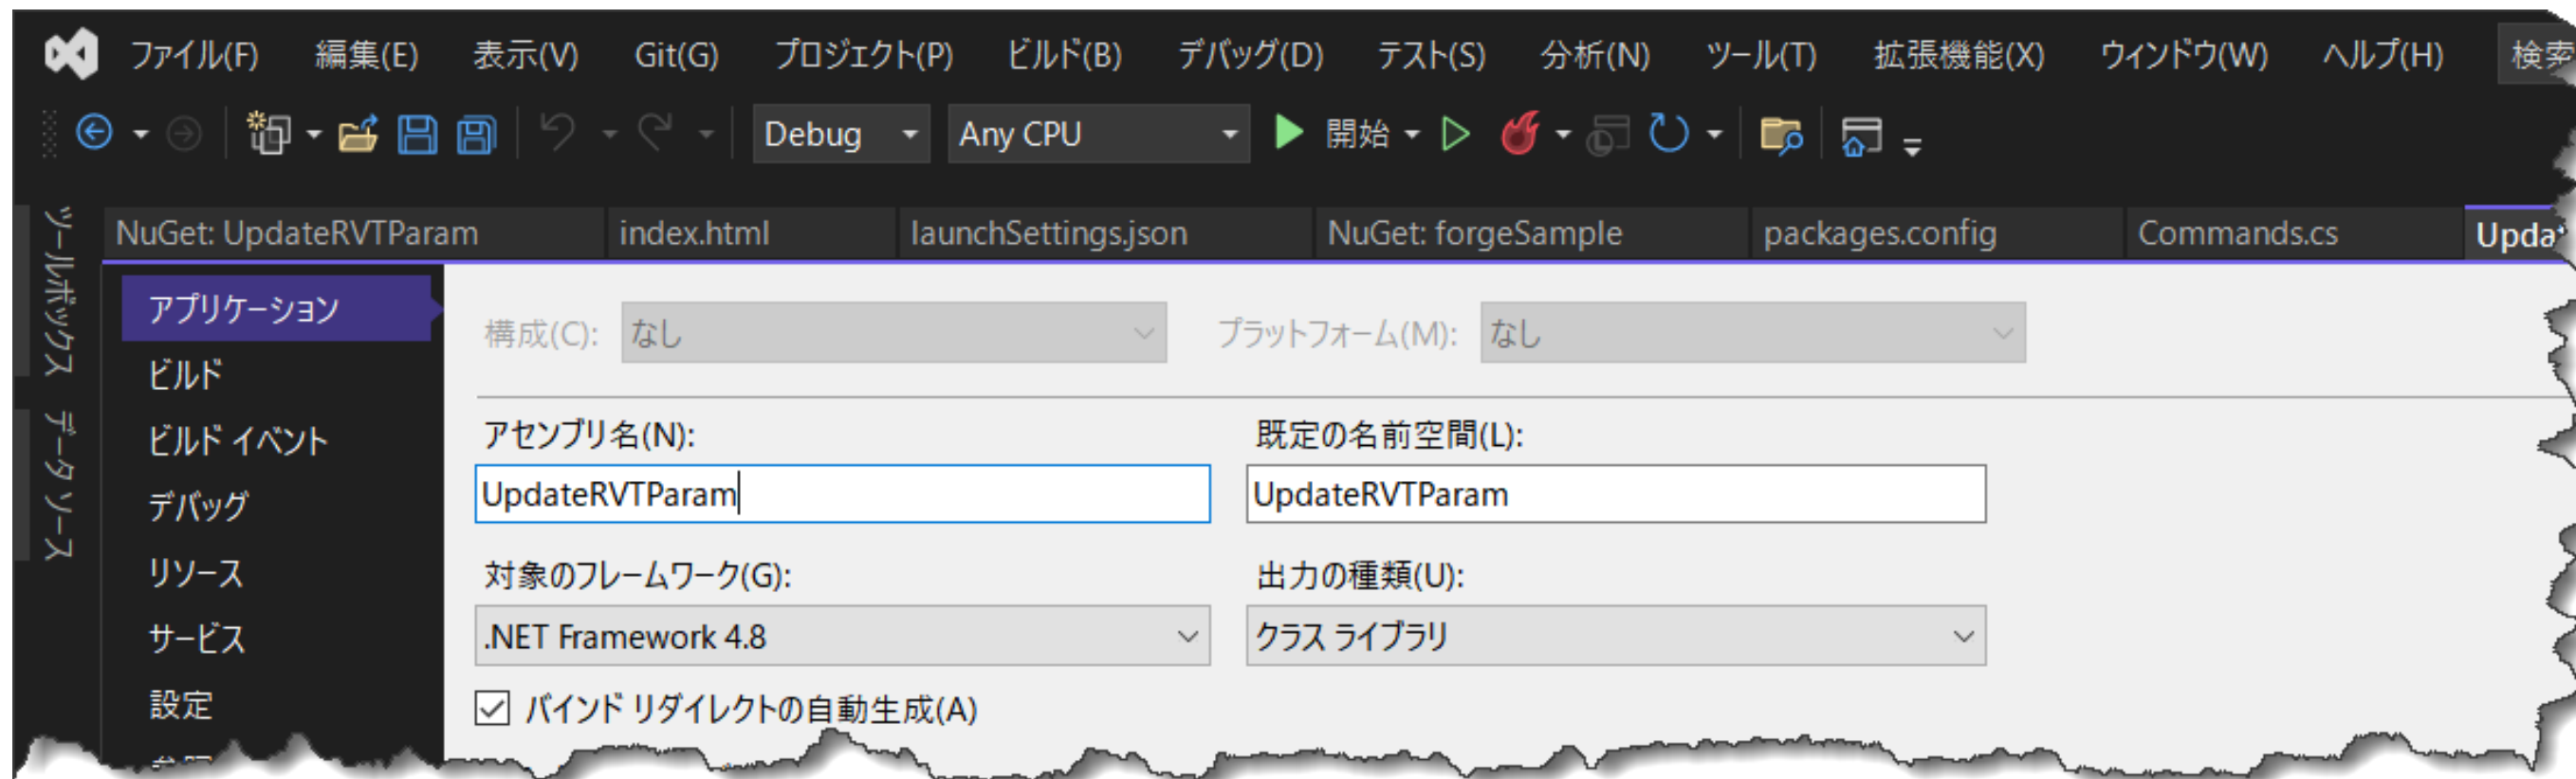 ファイル(F) 編集(E) 表示(V) Git(G) プロジェクト(P) ビルド(B) デバッグ(D) テスト(S) 分析(N) ツール(T) 拡張機能(X) ウィンドウ(W) ヘルプ(H) 検索
Debug Any CPU 開始
ツールボックス
データ ソース
NuGet: UpdateRVTParam index.html launchSettings.json NuGet: forgeSample packages.config Commands.cs
アプリケーション
ビルド
ビルド イベント
デバッグ
リソース
サービス
設定
構成(C): なし プラットフォーム(M): なし
アセンブリ名(N): 既定の名前空間(L):
UpdateRVTParam UpdateRVTParam
対象のフレームワーク(G): 出力の種類(U):
.NET Framework 4.8 クラス ライブラリ
バインド リダイレクトの自動生成(A)